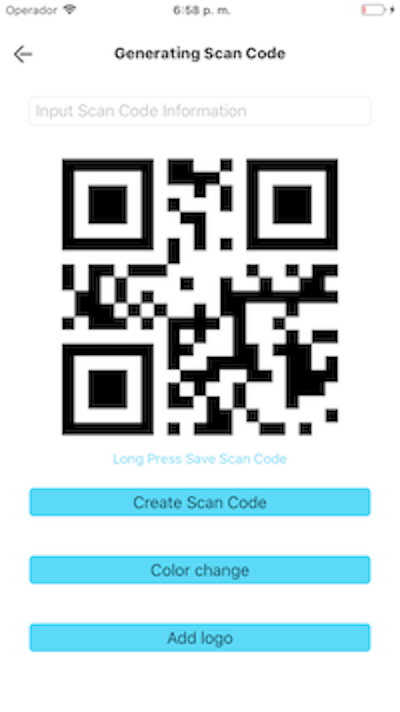 Operador 6:58 p. m.
Generating Scan Code
Input Scan Code Information
Long Press Save Scan Code
Create Scan Code
Color change
Add logo